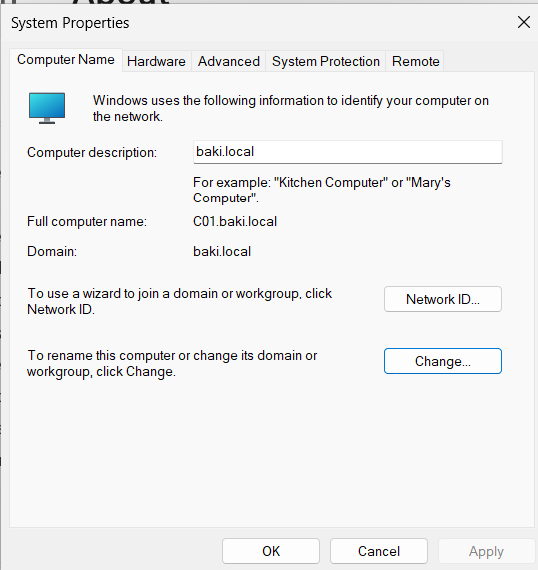 About
System Properties
Computer Name
Hardware
Advanced
System Protection
Remote
Windows uses the following information to identify your computer on
the network.
Computer description:
baki.local
For example: "Kitchen Computer" or "Mary's
Computer".
Full computer name:
C01.baki.local
Domain:
baki.local
To use a wizard to join a domain or workgroup, click
Network ID.
Network ID...
To rename this computer or change its domain or
workgroup, click Change.
Change...
OK
Cancel
Apply